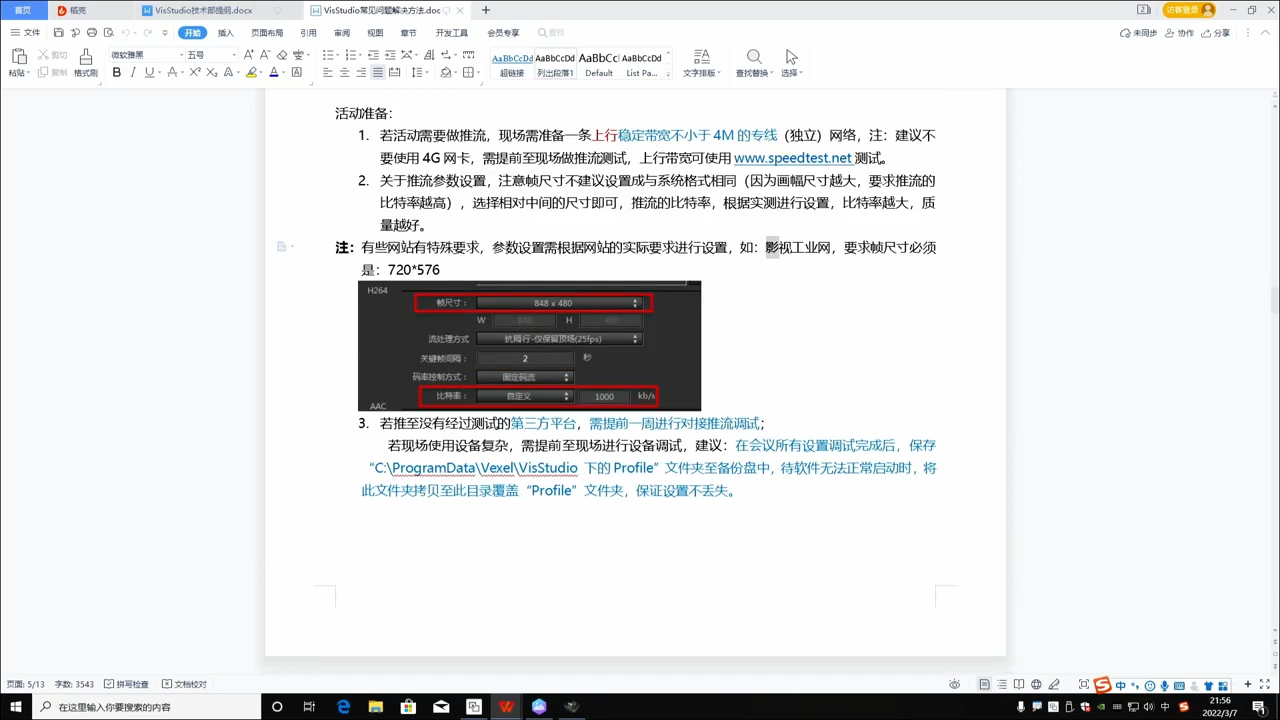 首页 稻壳 VisStudio技术部提纲.docx VisStudio常见问题解决方法.doc + 2 访客登录
文件 开始 插入 页面布局 引用 审阅 视图 章节 开发工具 会员专享 查找 未同步 协作 分享
粘贴 剪切 复制 格式刷 微软雅黑 五号 AaBbCcDd AaBbCcDd AaBbCc AaBbCcDd
超链接 列出段落1 Default List Pa... 文字排版 查找替换 选择
活动准备：
1. 若活动需要做推流，现场需准备一条上行稳定带宽不小于 4M 的专线（独立）网络，注：建议不
要使用 4G 网卡，需提前至现场做推流测试，上行带宽可使用 www.speedtest.net 测试。
2. 关于推流参数设置，注意帧尺寸不建议设置成与系统格式相同（因为画幅尺寸越大，要求推流的
比特率越高），选择相对中间的尺寸即可，推流的比特率，根据实测进行设置，比特率越大，质
量越好。
注：有些网站有特殊要求，参数设置需根据网站的实际要求进行设置，如：影视工业网，要求帧尺寸必须
是：720*576
H264
帧尺寸： 848 x 480
W 848 H 480
流处理方式 抗隔行-仅保留顶场(25fps)
关键帧间隔： 2 秒
码率控制方式： 固定码流
比特率： 自定义 1000 kb/s
AAC
3. 若推至没有经过测试的第三方平台，需提前一周进行对接推流调试；
若现场使用设备复杂，需提前至现场进行设备调试，建议：在会议所有设置调试完成后，保存
“C:\ProgramData\Vexel\VisStudio 下的 Profile”文件夹至备份盘中，待软件无法正常启动时，将
此文件夹拷贝至此目录覆盖“Profile”文件夹，保证设置不丢失。
页面: 5/13 字数: 3543 拼写检查 文档校对 中
在这里输入你要搜索的内容 中 21:56
2022/3/7